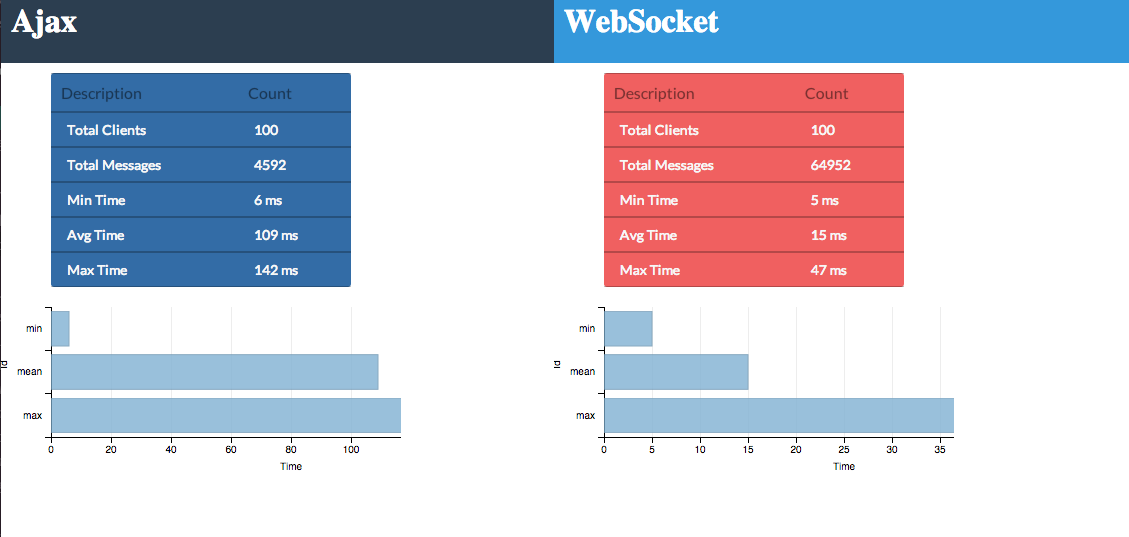 Ajax
WebSocket
Description Count
Total Clients 100
Total Messages 4592
Min Time 6 ms
Avg Time 109 ms
Max Time 142 ms
Description Count
Total Clients 100
Total Messages 64952
Min Time 5 ms
Avg Time 15 ms
Max Time 47 ms
Id
min
mean
max
0 20 40 60 80 100
Time
Id
min
mean
max
0 5 10 15 20 25 30 35
Time